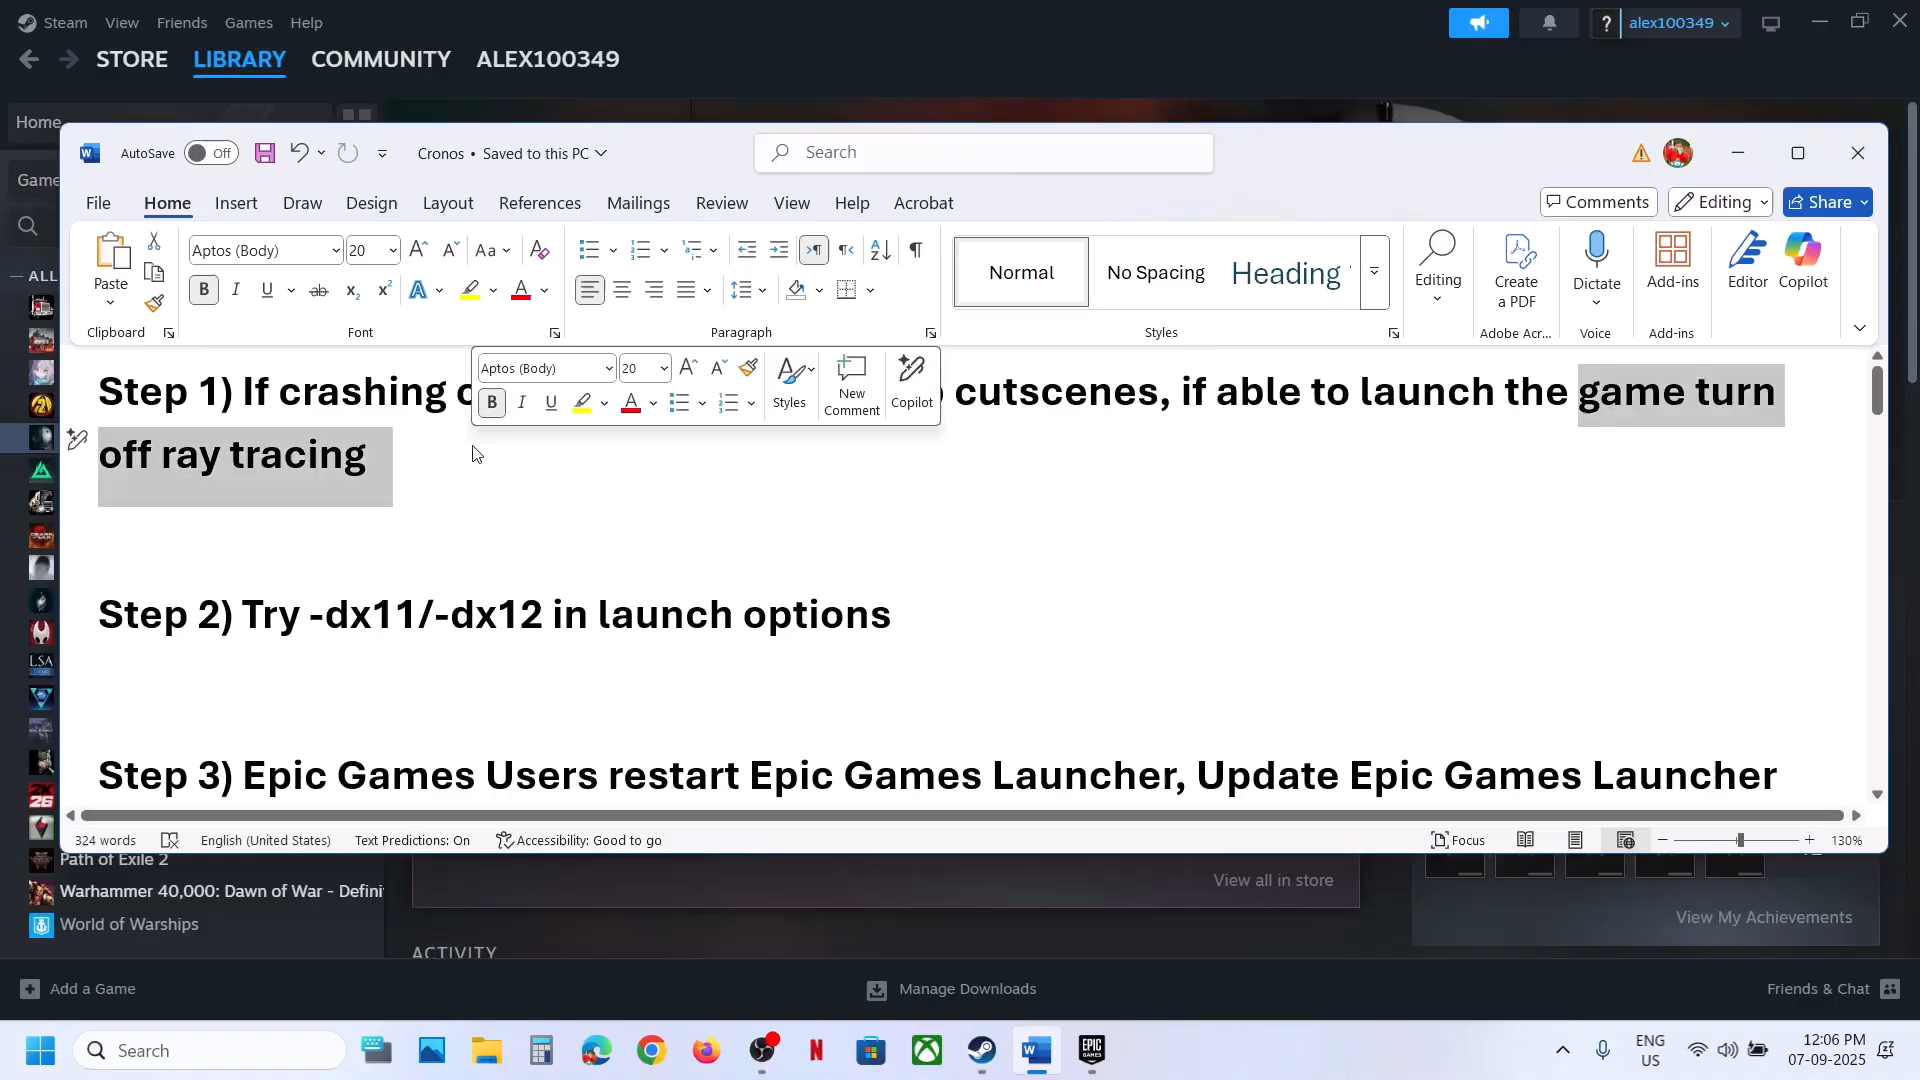 Steam View Friends Games Help
alex100349
STORE LIBRARY COMMUNITY ALEX100349
Home
AutoSave Off Cronos • Saved to this PC Search
Game
File Home Insert Draw Design Layout References Mailings Review View Help Acrobat Comments Editing Share
Aptos (Body) 20
Paste
Normal No Spacing Heading
Editing Create a PDF Dictate Add-ins Editor Copilot
ALL
Clipboard Font Paragraph Styles Adobe Acr... Voice Add-ins
Aptos (Body) 20 Styles New Comment Copilot
Step 1) If crashing cutscenes, if able to launch the game turn
off ray tracing
Step 2) Try -dx11/-dx12 in launch options
Step 3) Epic Games Users restart Epic Games Launcher, Update Epic Games Launcher
324 words English (United States) Text Predictions: On Accessibility: Good to go Focus 130%
Path of Exile 2
View all in store
Warhammer 40,000: Dawn of War - Defini
View My Achievements
World of Warships
ACTIVITY
Add a Game Manage Downloads Friends & Chat
Search ENG US 12:06 PM
07-09-2025